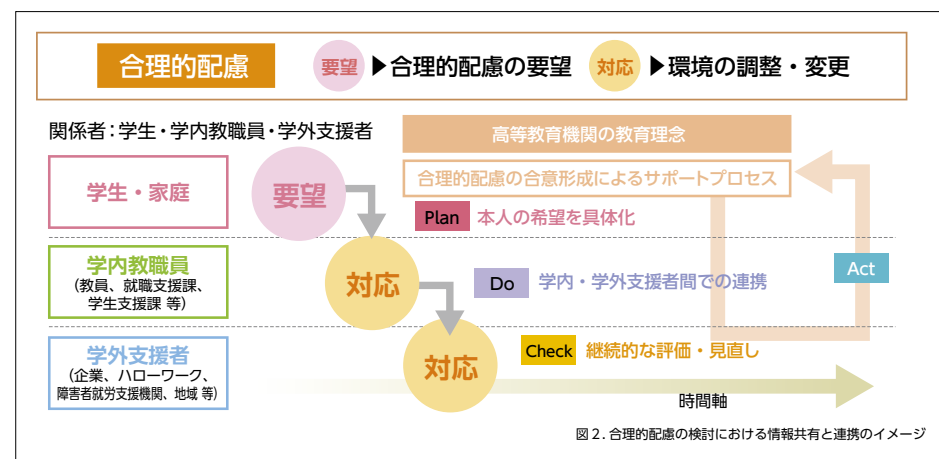 合理的配慮 要望 ▶合理的配慮の要望 対応 ▶環境の調整・変更
関係者：学生・学内教職員・学外支援者
高等教育機関の教育理念
合理的配慮の合意形成によるサポートプロセス
学生・家庭
要望
Plan 本人の希望を具体化
学内教職員
(教員、就職支援課、
学生支援課 等)
対応
Do 学内・学外支援者間での連携
Act
学外支援者
(企業、ハローワーク、
障害者就労支援機関、地域 等)
対応
Check 継続的な評価・見直し
時間軸
図２. 合理的配慮の検討における情報共有と連携のイメージ